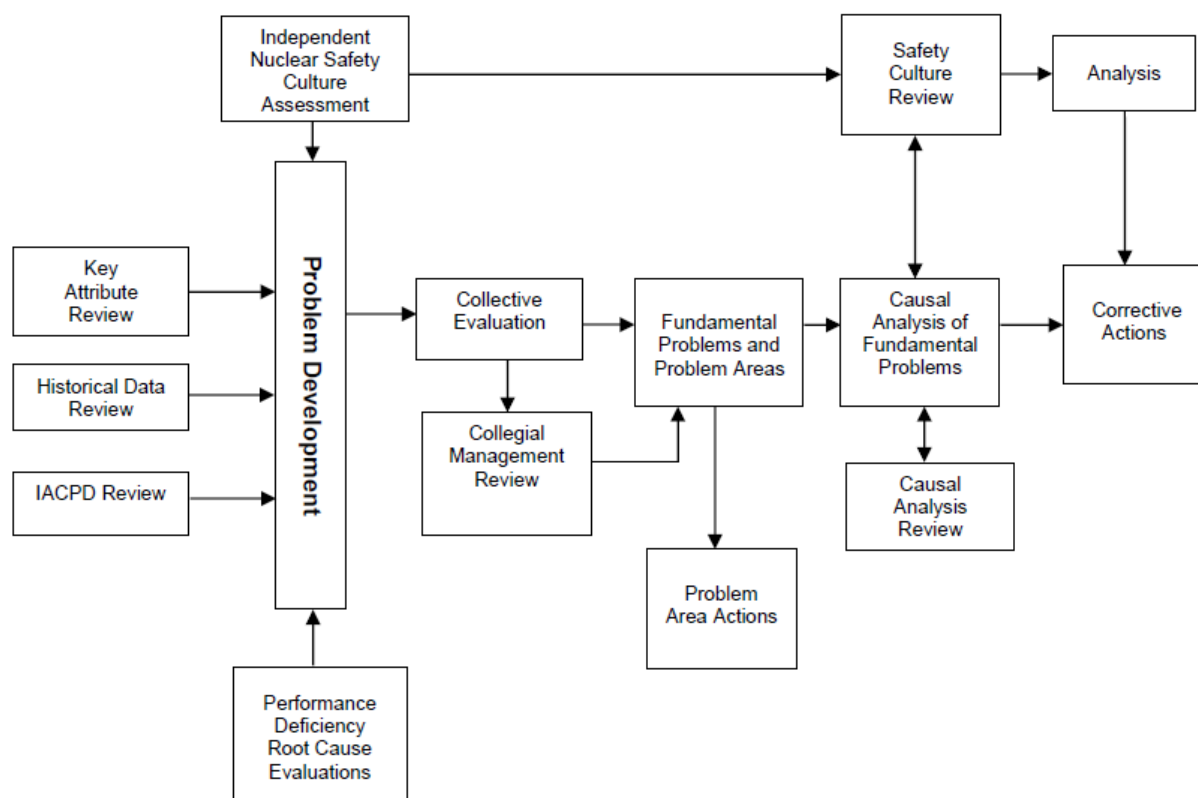 Independent
Nuclear Safety
Culture
Assessment
Safety
Culture
Review
Analysis
Problem Development
Key
Attribute
Review
Historical Data
Review
IACPD Review
Collective
Evaluation
Collegial
Management
Review
Fundamental
Problems and
Problem Areas
Causal
Analysis of
Fundamental
Problems
Corrective
Actions
Causal
Analysis
Review
Problem
Area Actions
Performance
Deficiency
Root Cause
Evaluations